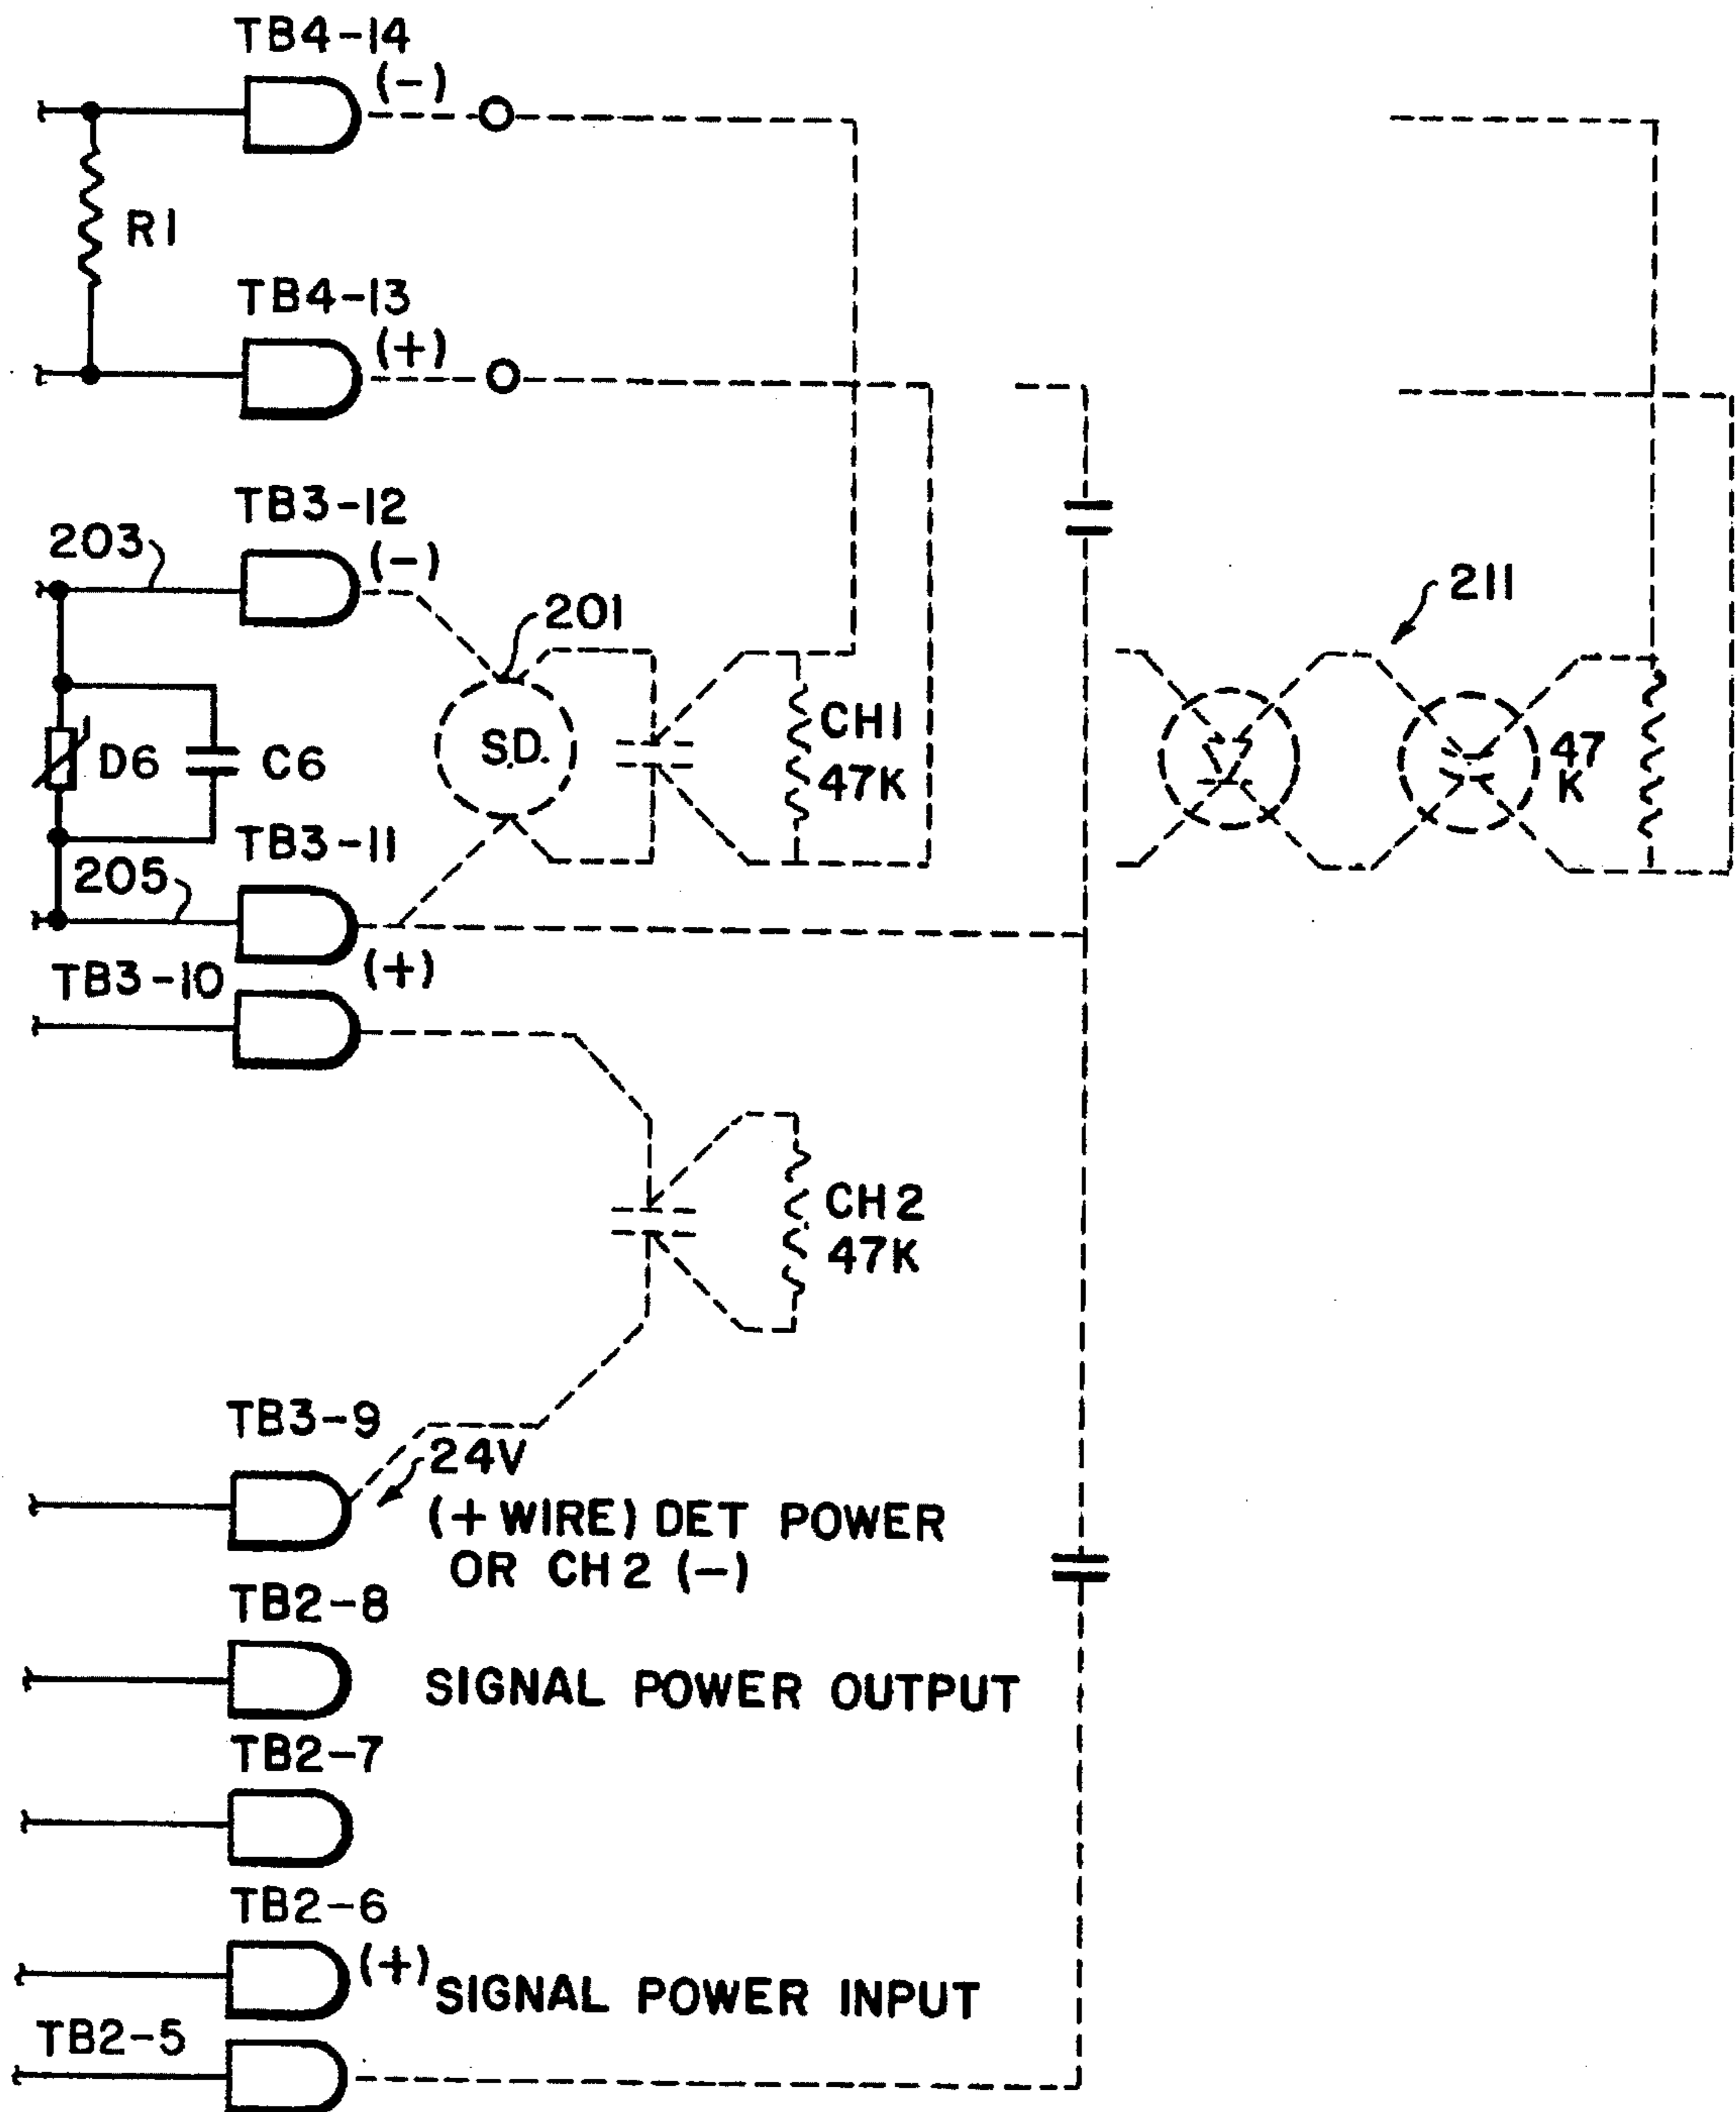 TB4-14
(-)
R1
TB4-13
(+)
TB3-12
(-)
203
201
211
S.D.
CH1
47K
47
K
D6
C6
TB3-11
205
(+)
TB3-10
CH2
47K
TB3-9
24V
(+ WIRE) DET POWER
OR CH2 (-)
TB2-8
SIGNAL POWER OUTPUT
TB2-7
TB2-6
(+)
SIGNAL POWER INPUT
TB2-5